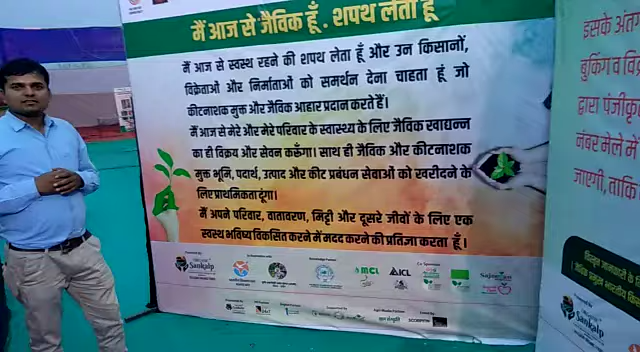 मैं आज से जैविक हूँ . शपथ लेता हूँ
मैं आज से स्वस्थ रहने की शपथ लेता हूँ और उन किसानों,
विक्रेताओं और निर्माताओं को समर्थन देना चाहता हूं जो
कीटनाशक मुक्त और जैविक आहार प्रदान करते हैं।
मैं आज से मेरे और मेरे परिवार के स्वास्थ्य के लिए जैविक खाद्यन्न
का ही विक्रय और सेवन करुँगा। साथ ही जैविक और कीटनाशक
मुक्त भूमि, पदार्थ, उत्पाद और कीट प्रबंधन सेवाओं को खरीदने के
लिए प्राथमिकता दूंगा।
मैं अपने परिवार, वातावरण, मिट्टी और दूसरे जीवों के लिए एक
स्वस्थ भविष्य विकसित करने में मदद करने की प्रतिज्ञा करता हूँ।
Sankalp
MCL
ICL
इसके अंत
बुकिंग व
द्वारा पंजीकृ
नंबर मेले में
जाएगी, ताकि
Sankalp